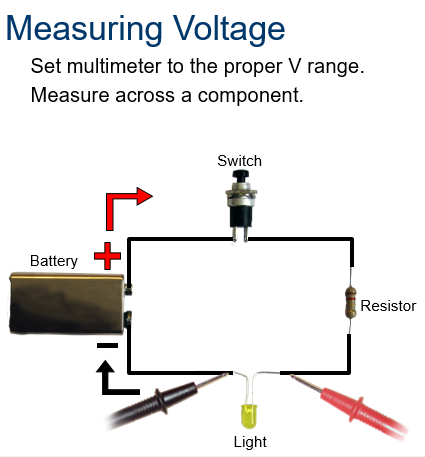 Measuring Voltage
Set multimeter to the proper V range.
Measure across a component.
Switch
Battery
+
Resistor
-
Light